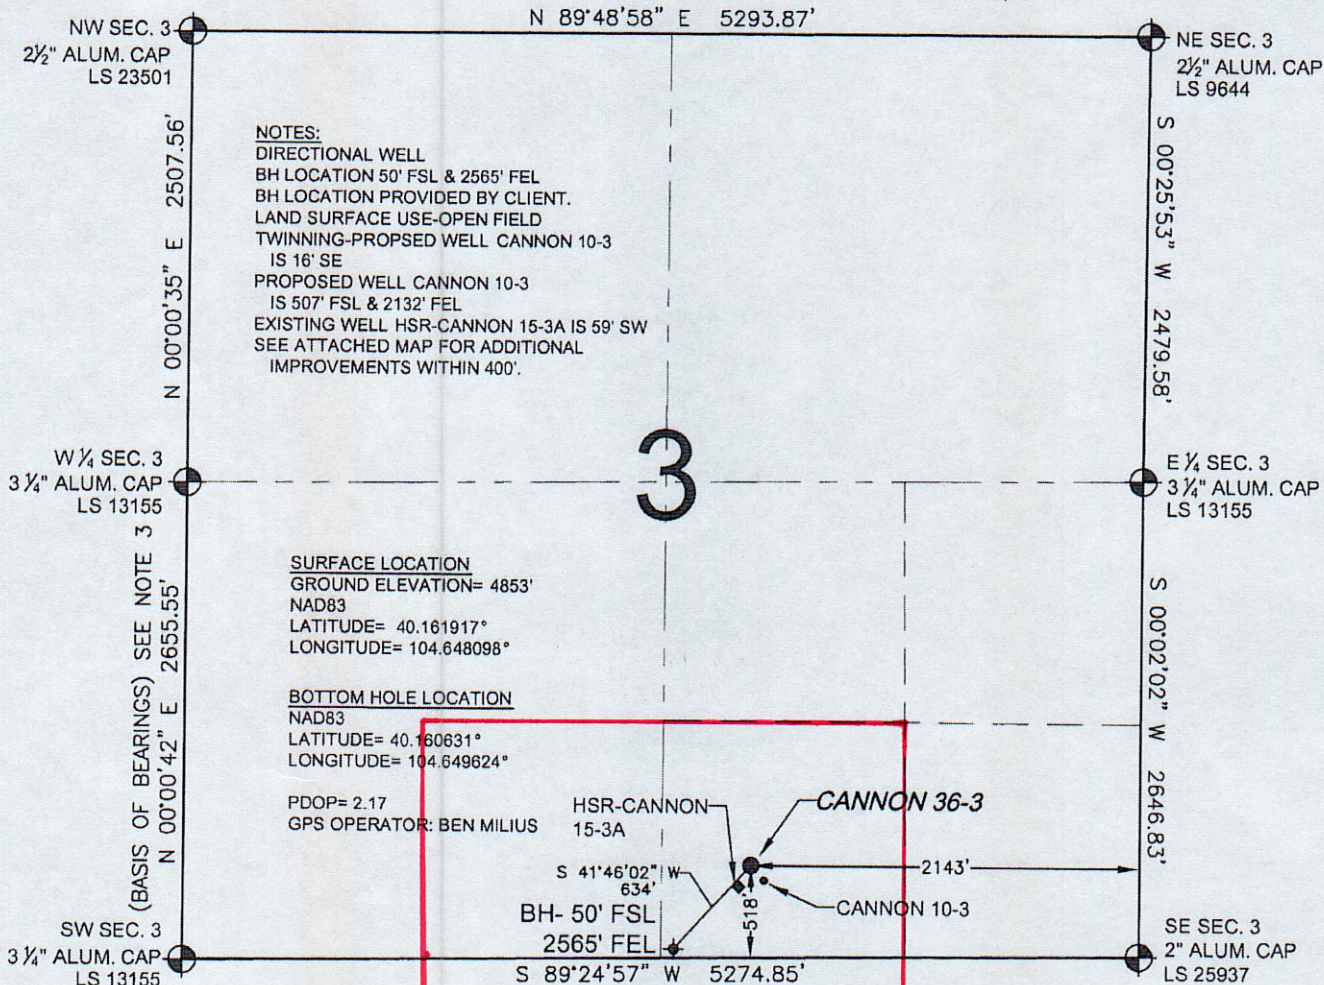 N 89°48'58" E 5293.87'
NW SEC. 3
2½" ALUM. CAP
LS 23501
NE SEC. 3
2½" ALUM. CAP
LS 9644
N 00°00'35" E 2507.56'
S 00°25'53" W 2479.58'
NOTES:
DIRECTIONAL WELL
BH LOCATION 50' FSL & 2565' FEL
BH LOCATION PROVIDED BY CLIENT.
LAND SURFACE USE-OPEN FIELD
TWINNING-PROPSED WELL CANNON 10-3
IS 16' SE
PROPOSED WELL CANNON 10-3
IS 507' FSL & 2132' FEL
EXISTING WELL HSR-CANNON 15-3A IS 59' SW
SEE ATTACHED MAP FOR ADDITIONAL
IMPROVEMENTS WITHIN 400'.
3
W ¼ SEC. 3
3 ¼" ALUM. CAP
LS 13155
E ¼ SEC. 3
3 ¼" ALUM. CAP
LS 13155
(BASIS OF BEARINGS) SEE NOTE 3
N 00°00'42" E 2655.55'
S 00°02'02" W 2646.83'
SURFACE LOCATION
GROUND ELEVATION= 4853'
NAD83
LATITUDE= 40.161917°
LONGITUDE= 104.648098°
BOTTOM HOLE LOCATION
NAD83
LATITUDE= 40.160631°
LONGITUDE= 104.649624°
PDOP= 2.17
GPS OPERATOR: BEN MILIUS
HSR-CANNON
15-3A
CANNON 36-3
S 41°46'02" W
634'
2143'
518'
CANNON 10-3
BH- 50' FSL
2565' FEL
SW SEC. 3
3 ¼" ALUM. CAP
LS 13155
S 89°24'57" W 5274.85'
SE SEC. 3
2" ALUM. CAP
LS 25937